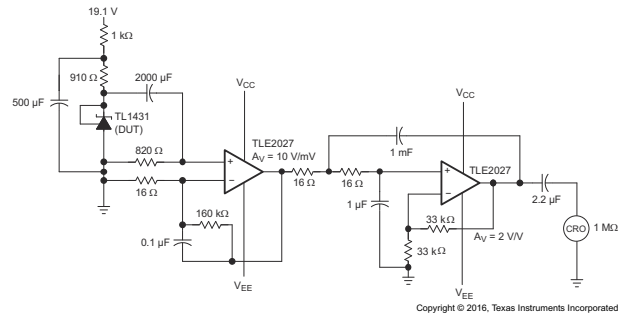 19.1 V
1 kΩ
910 Ω
2000 µF
500 µF
TL1431
(DUT)
820 Ω
16 Ω
160 kΩ
0.1 µF
VCC
TLE2027
AV = 10 V/mV
VEE
16 Ω
16 Ω
1 mF
1 µF
VCC
TLE2027
33 kΩ
33 kΩ
AV = 2 V/V
VEE
2.2 µF
CRO
1 MΩ
Copyright © 2016, Texas Instruments Incorporated